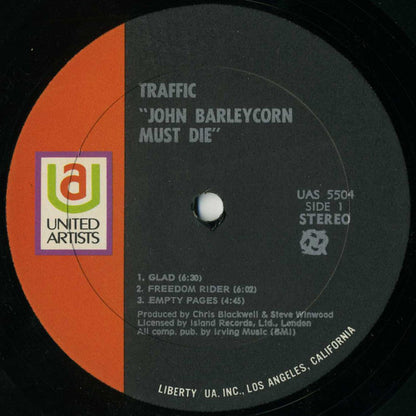 TRAFFIC
"JOHN BARLEYCORN
MUST DIE"
UAS 5504
SIDE 1
STEREO
ua
UNITED
ARTISTS
1. GLAD (6:30)
2. FREEDOM RIDER (6:02)
3. EMPTY PAGES (4:45)
Produced by Chris Blackwell & Steve Winwood
Licensed by Island Records, Ltd., London
All comp. pub. by Irving Music (BMI)
LIBERTY UA. INC., LOS ANGELES, CALIFORNIA